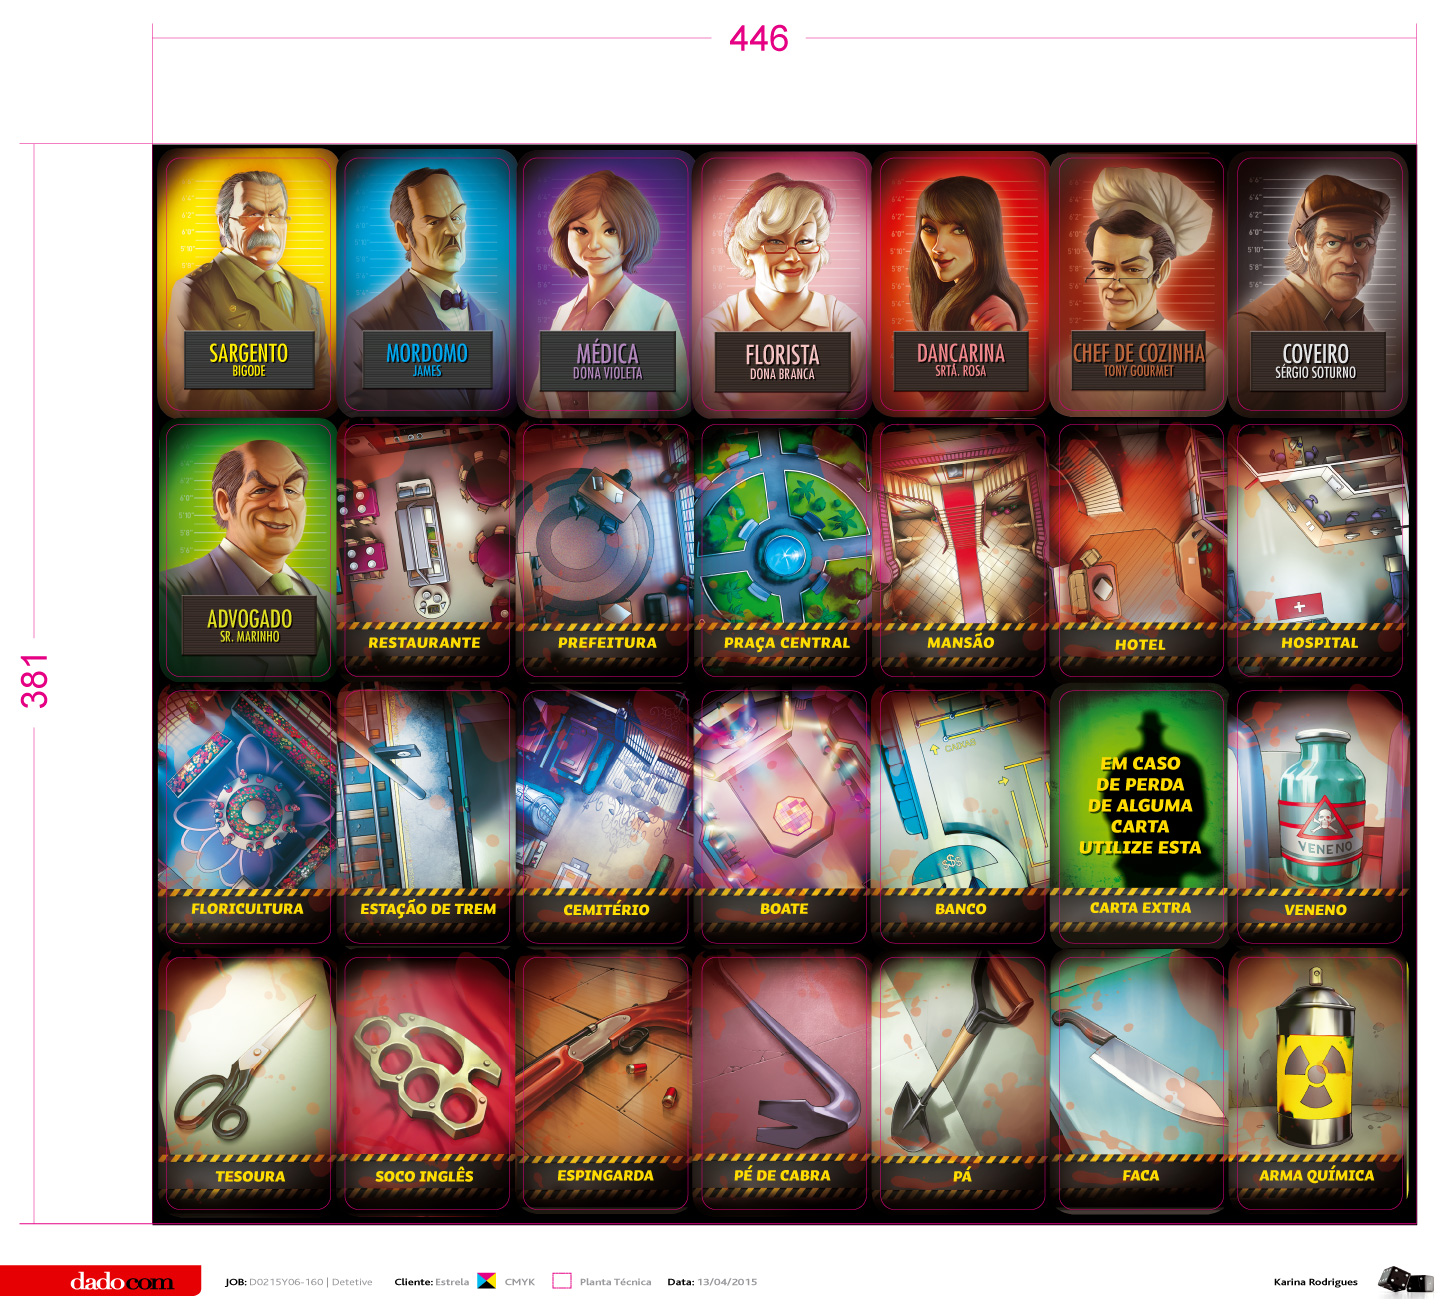 446
381
SARGENTO
BIGODE
MORDOMO
JAMES
MÉDICA
DONA VIOLETA
FLORISTA
DONA BRANCA
DANÇARINA
SRTA. ROSA
CHEF DE COZINHA
TONY GOURMET
COVEIRO
SÉRGIO SOTURNO
ADVOGADO
SR. MARINHO
RESTAURANTE
PREFEITURA
PRAÇA CENTRAL
MANSÃO
HOTEL
HOSPITAL
FLORICULTURA
ESTAÇÃO DE TREM
CEMITÉRIO
BOATE
CAIXAS
$$$
BANCO
EM CASO
DE PERDA
DE ALGUMA
CARTA
UTILIZE ESTA
CARTA EXTRA
VENENO
VENENO
TESOURA
SOCO INGLÊS
ESPINGARDA
PÉ DE CABRA
PÁ
FACA
ARMA QUÍMICA
dadocom
JOB: D0215Y06-160 | Detetive Cliente: Estrela CMYK Planta Técnica Data: 13/04/2015
Karina Rodrigues